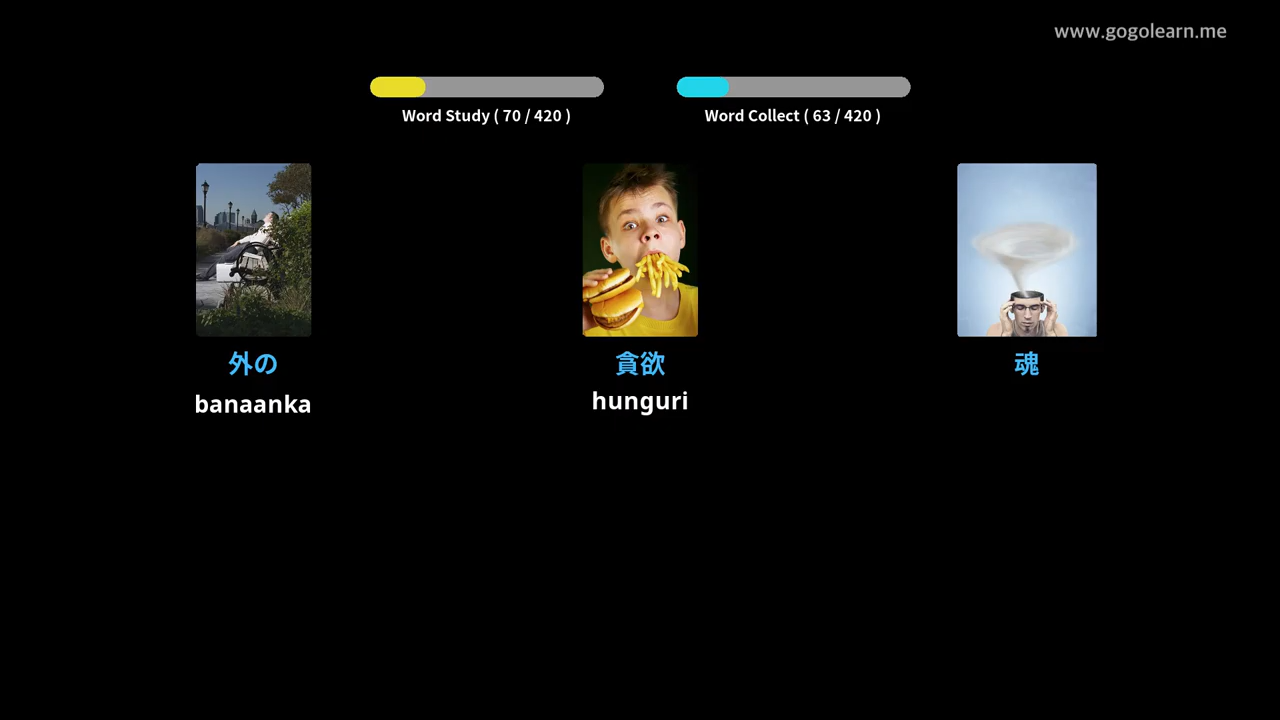 www.gogolearn.me
Word Study ( 70 / 420 )
Word Collect ( 63 / 420 )
外の
貪欲
魂
banaanka
hunguri